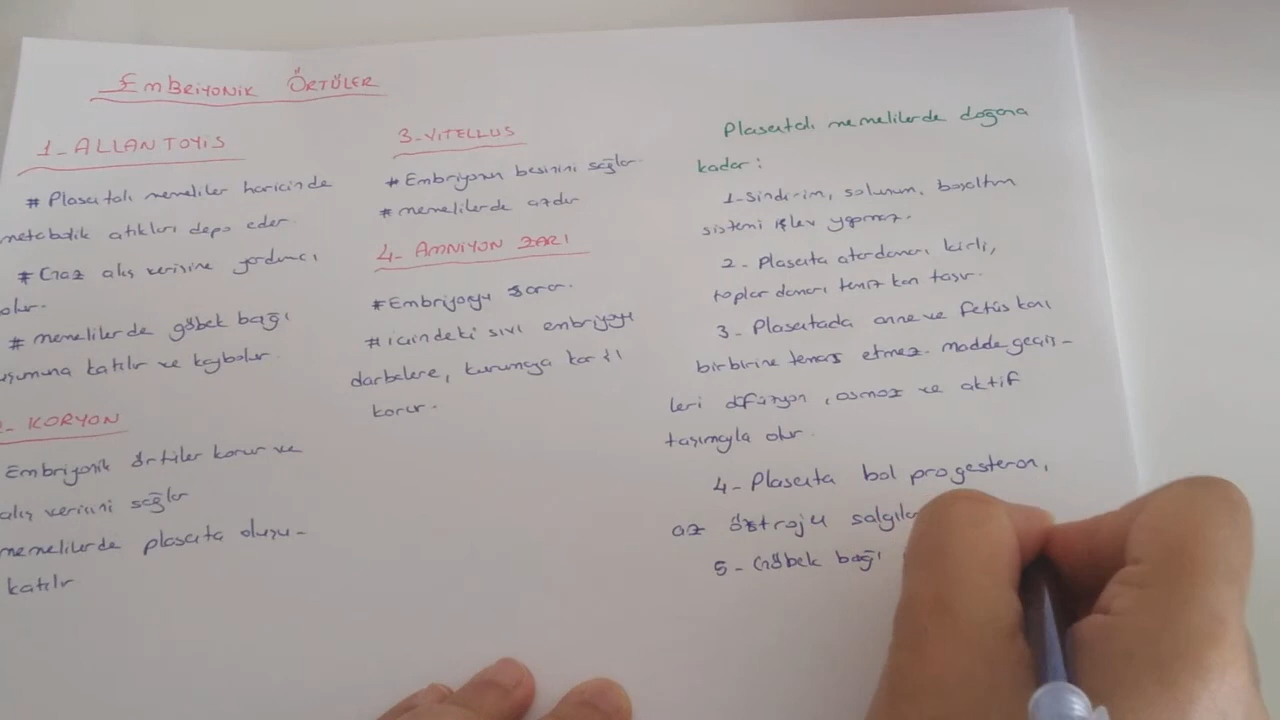 EMBRİYONİK ÖRTÜLER
1- ALLANTOYİS
# Plasentalı memeliler haricinde
metabolik atıkları depo eder.
# Gaz alış verişine yardımcı
olur.
# memelilerde göbek bağı
uşumuna katılır ve kaybolur.
2- KORYON
Embriyonik örtüler korur ve
alış verişini sağlar
memelilerde plasenta oluşu-
katılır
3- VİTELLUS
# Embriyonun besinini sağlar.
# memelilerde azdır
4- AMNİYON ZARI
# Embriyoyu sarar.
# içindeki sıvı embriyoyu
darbelere, kurumaya karşı
korur.
Plasentalı memelilerde doğana
kadar:
1- Sindirim, solunum, boşaltım
sistemi işlev yapmaz.
2- Plasenta atardamarı kirli,
toplar damarı temiz kan taşır.
3- Plasentada anne ve fetüs kanı
birbirine temas etmez. madde geçiş-
leri difüzyon, osmoz ve aktif
taşımayla olur.
4- Plasenta bol progesteron,
az östrojen
5- Göbek bağı